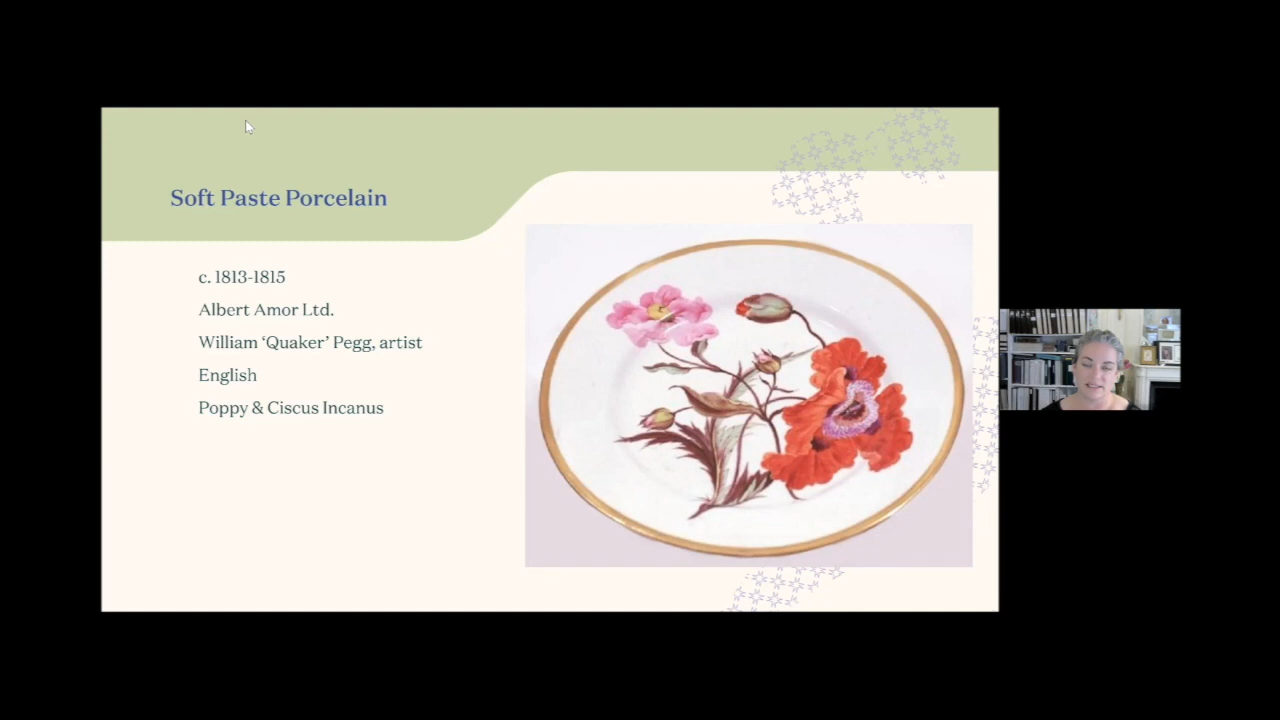 Soft Paste Porcelain
c. 1813-1815
Albert Amor Ltd.
William ‘Quaker’ Pegg, artist
English
Poppy & Ciscus Incanus